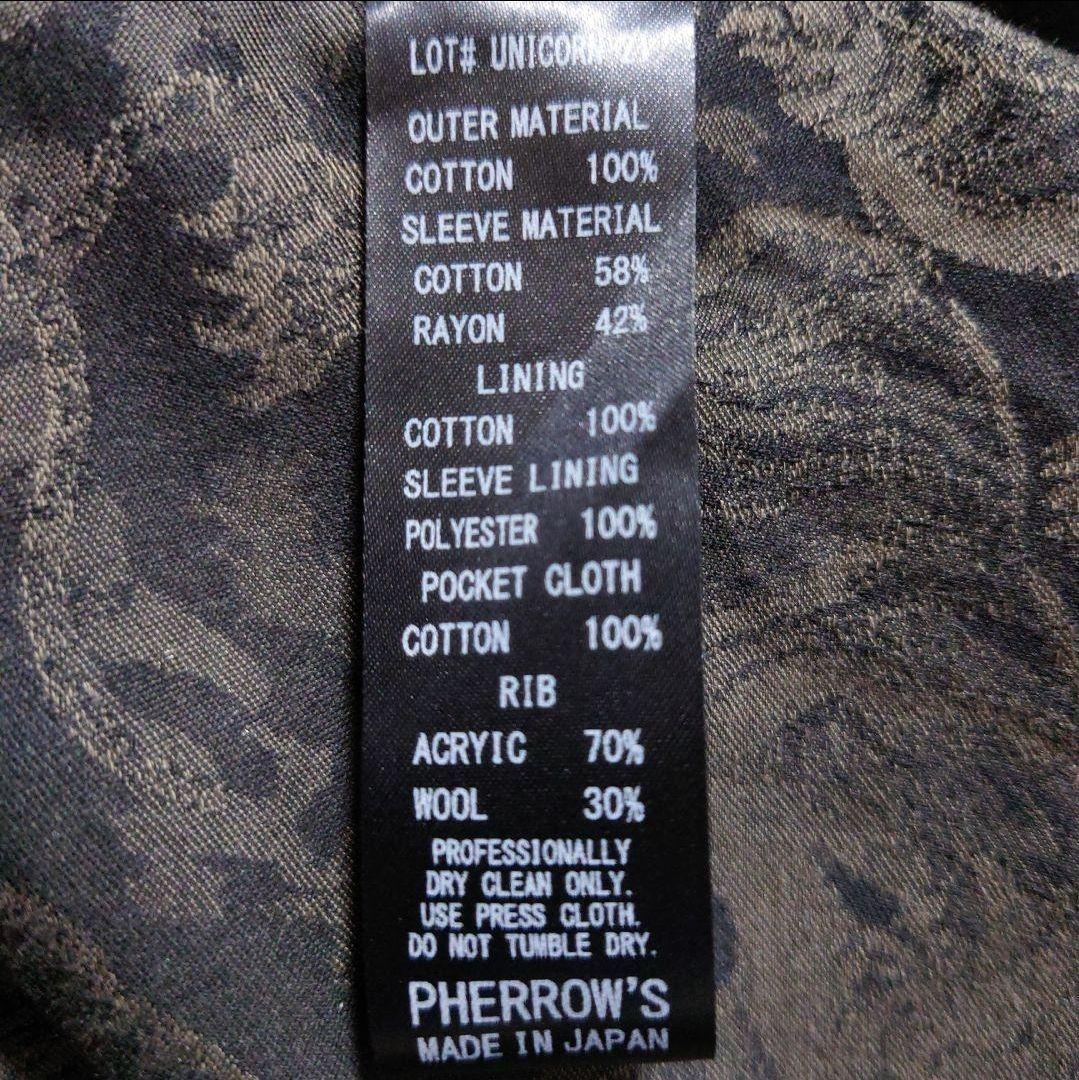 LOT# UNICORN
OUTER MATERIAL
COTTON 100%
SLEEVE MATERIAL
COTTON 58%
RAYON 42%
LINING
COTTON 100%
SLEEVE LINING
POLYESTER 100%
POCKET CLOTH
COTTON 100%
RIB
ACRYIC 70%
WOOL 30%
PROFESSIONALLY
DRY CLEAN ONLY.
USE PRESS CLOTH.
DO NOT TUMBLE DRY.
PHERROW'S
MADE IN JAPAN